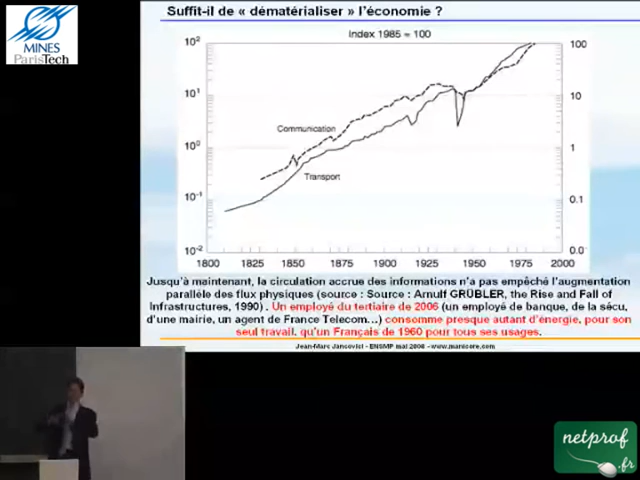 Suffit-il de « dématérialiser » l'économie ?
MINES
ParisTech
Index 1985 = 100
10² 100
10¹ 10
10⁰ 1
10⁻¹ 0.1
10⁻² 0.0
Communication
Transport
1800 1825 1850 1875 1900 1925 1950 1975 2000
Jusqu'à maintenant, la circulation accrue des informations n'a pas empêché l'augmentation
parallèle des flux physiques (source : Source : Arnulf GRÜBLER, the Rise and Fall of
Infrastructures, 1990) . Un employé du tertiaire de 2006 (un employé de banque, de la sécu,
d'une mairie, un agent de France Telecom…) consomme presque autant d'énergie, pour son
seul travail, qu'un Français de 1960 pour tous ses usages.
Jean-Marc Jancovici - ENSMP mai 2008 - www.manicore.com
netprof
.fr